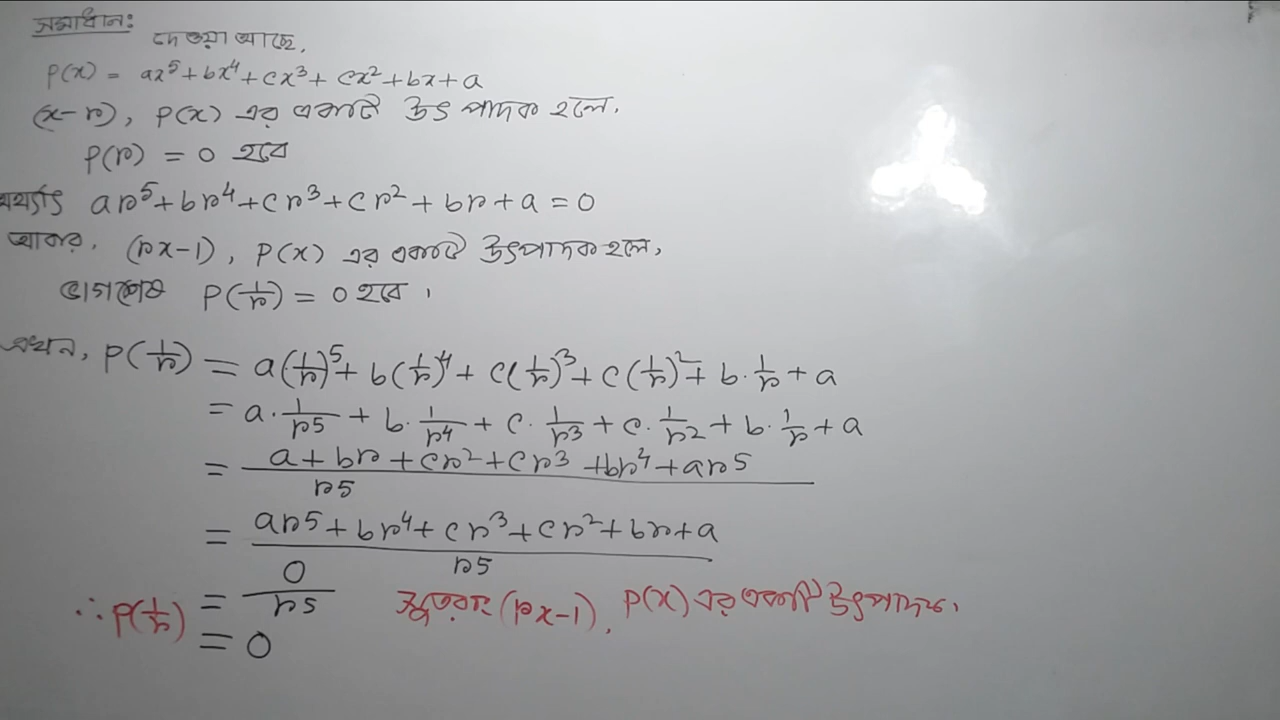 সমাধান:
দেওয়া আছে,
P(x) = ax⁵+bx⁴+cx³+cx²+bx+a
(x-r), P(x) এর একটি উৎপাদক হলে,
P(r) = 0 হবে
অর্থাৎ ar⁵+br⁴+cr³+cr²+br+a=0
আবার, (rx-1), P(x) এর একটি উৎপাদক হলে,
ভাগশেষ P(1/r) = 0 হবে।
এখন, P(1/r) = a(1/r)⁵+b(1/r)⁴+c(1/r)³+c(1/r)²+b.1/r+a
= a.1/r5+b.1/r4+c.1/r3+c.1/r2+b.1/r+a
= a+br+cr²+cr3+br⁴+ar5/r5
= ar5+br⁴+cr³+cr²+br+a/r5
∴P(1/r) = 0/r5 সুতরাং (rx-1), P(x) এর একটি উৎপাদক।
= 0